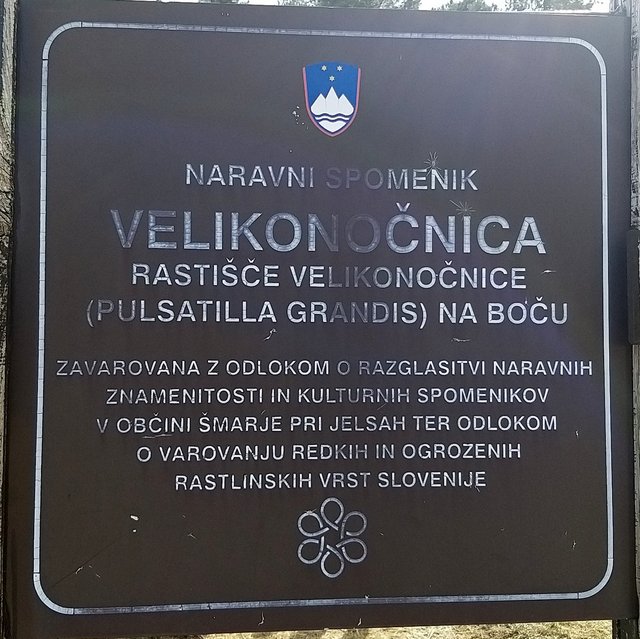 NARAVNI SPOMENIK
VELIKONOČNICA
RASTIŠČE VELIKONOČNICE
(PULSATILLA GRANDIS) NA BOČU
ZAVAROVANA Z ODLOKOM O RAZGLASITVI NARAVNIH
ZNAMENITOSTI IN KULTURNIH SPOMENIKOV
V OBČINI ŠMARJE PRI JELŠAH TER ODLOKOM
O VAROVANJU REDKIH IN OGROZENIH
RASTLINSKIH VRST SLOVENIJE